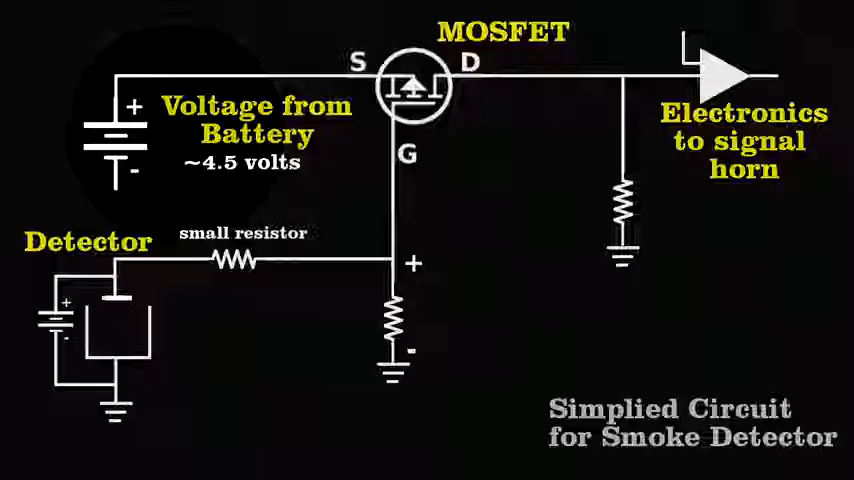 MOSFET
S
D
+
Voltage from
Battery
~4.5 volts
-
G
Electronics
to signal
horn
Detector
small resistor
+
+
-
-
Simplied Circuit
for Smoke Detector